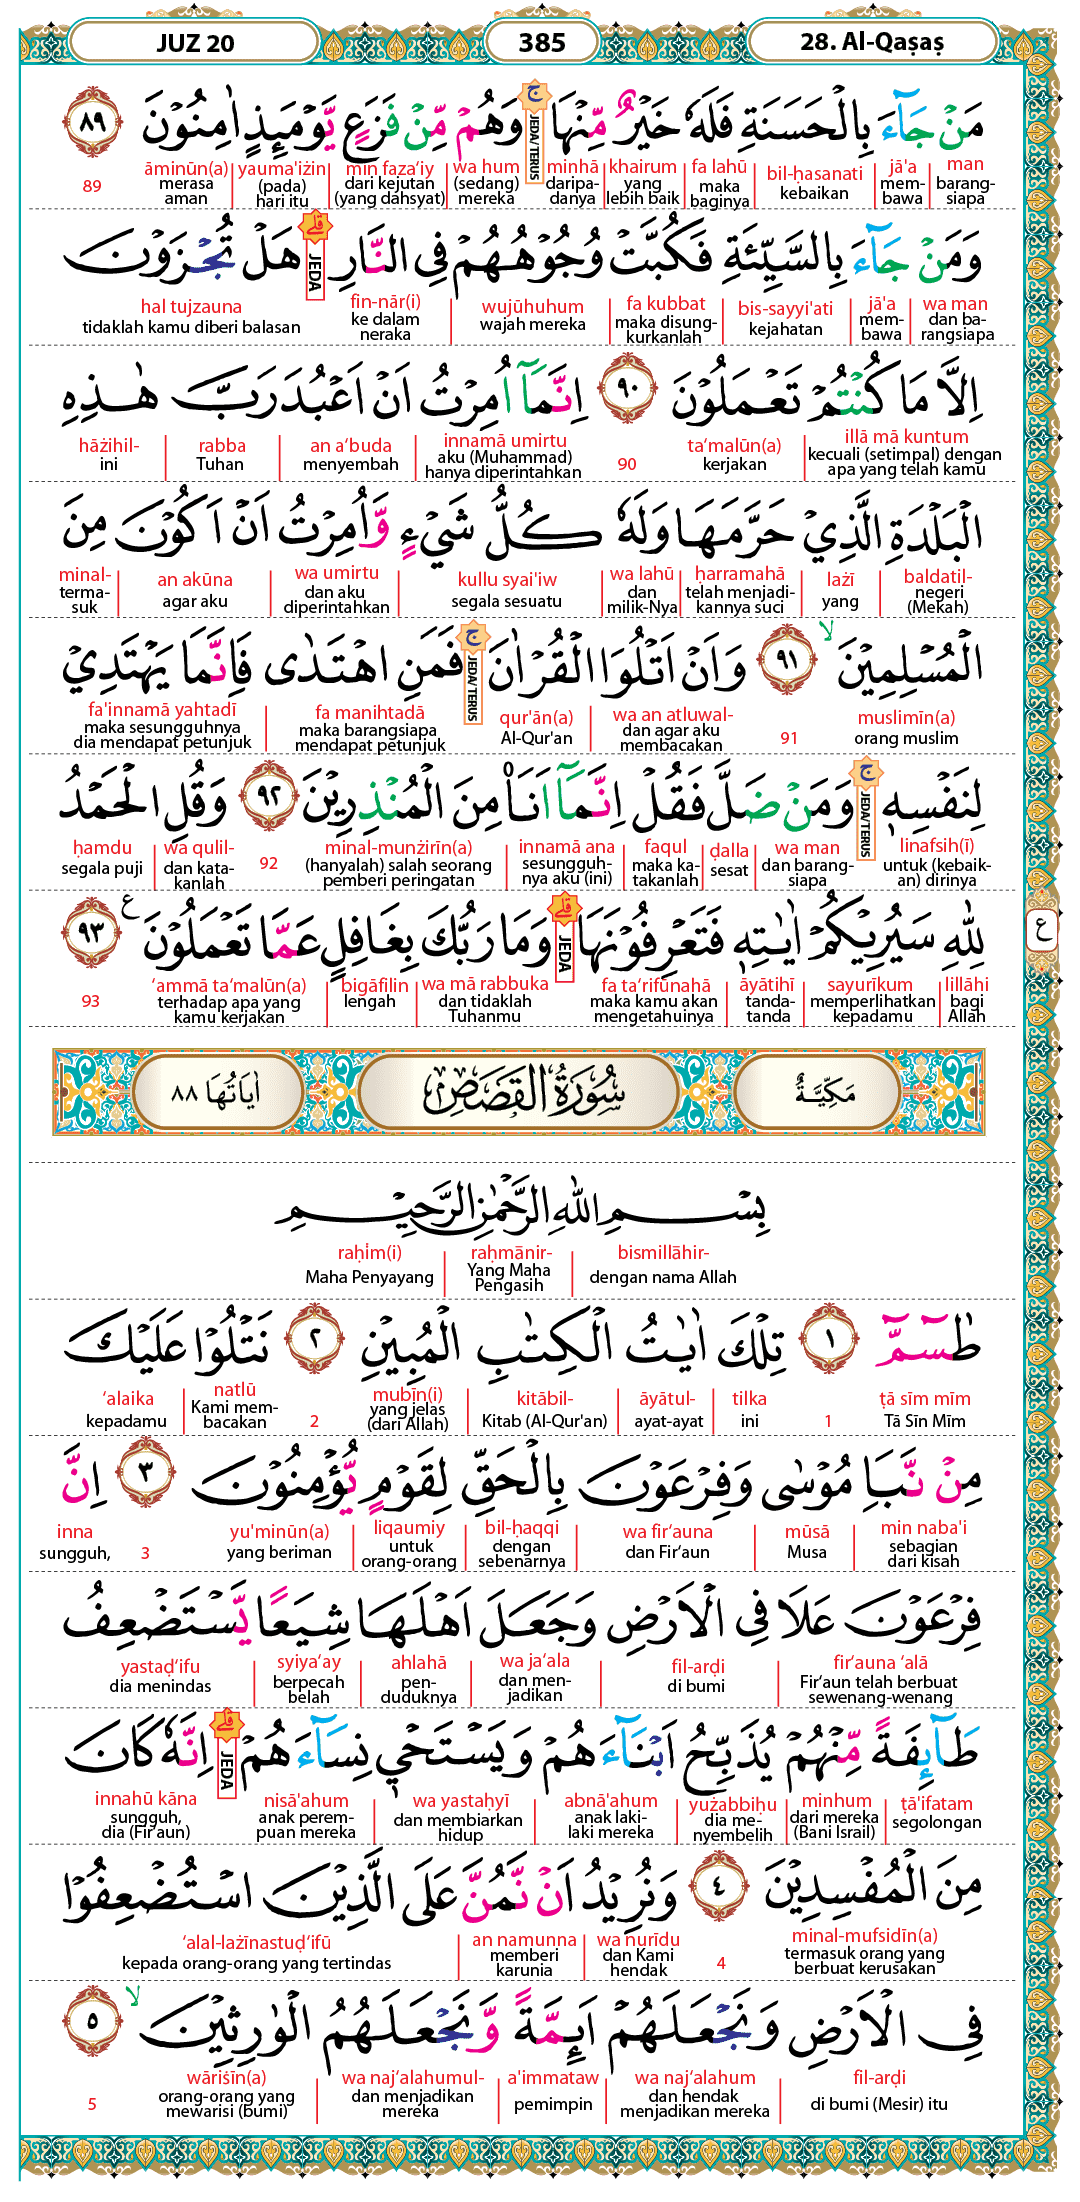 JUZ 20
385
28. Al-Qaṣaṣ
مَنْ جَآءَ بِالْحَسَنَةِ فَلَهٗ خَيْرٌ مِّنْهَا ۚ وَهُمْ مِّنْ فَزَعٍ يَّوْمَىِٕذٍ اٰمِنُوْنَ ٨٩
man jā'a bil-ḥasanati fa lahū khairum minhā wa hum min faza‘iy yauma'iżin āminūn(a)
barang-siapa mem-bawa kebaikan maka baginya yang lebih baik daripa-danya JEDA/TERUS (sedang) mereka dari kejutan (yang dahsyat) (pada) hari itu merasa aman 89
وَمَنْ جَآءَ بِالسَّيِّئَةِ فَكُبَّتْ وُجُوْهُهُمْ فِى النَّارِ ۗ هَلْ تُجْزَوْنَ
wa man jā'a bis-sayyi'ati fa kubbat wujūhuhum fin-nār(i) hal tujzauna
dan ba-rangsiapa mem-bawa kejahatan maka disung-kurkanlah wajah mereka ke dalam neraka JEDA tidaklah kamu diberi balasan
اِلَّا مَا كُنْتُمْ تَعْمَلُوْنَ ٩٠ اِنَّمَآ اُمِرْتُ اَنْ اَعْبُدَ رَبَّ هٰذِهِ
illā mā kuntum ta‘malūn(a) innamā umirtu an a‘buda rabba hāżihil-
kecuali (setimpal) dengan apa yang telah kamu kerjakan 90 aku (Muhammad) hanya diperintahkan menyembah Tuhan ini
الْبَلْدَةِ الَّذِيْ حَرَّمَهَا وَلَهٗ كُلُّ شَيْءٍ وَّاُمِرْتُ اَنْ اَكُوْنَ مِنَ
baldatil- lażī ḥarramahā wa lahū kullu syai'iw wa umirtu an akūna minal-
negeri (Mekah) yang telah menjadi-kannya suci dan milik-Nya segala sesuatu dan aku diperintahkan agar aku terma-suk
الْمُسْلِمِيْنَ ۙ ٩١ وَاَنْ اَتْلُوَا الْقُرْاٰنَ ۚ فَمَنِ اهْتَدٰى فَاِنَّمَا يَهْتَدِيْ
muslimīn(a) wa an atluwal- qur'ān(a) fa manihtadā fa'innamā yahtadī
orang muslim 91 dan agar aku membacakan Al-Qur'an JEDA/TERUS maka barangsiapa mendapat petunjuk maka sesungguhnya dia mendapat petunjuk
لِنَفْسِهٖ ۚ وَمَنْ ضَلَّ فَقُلْ اِنَّمَآ اَنَا۠ مِنَ الْمُنْذِرِيْنَ ٩٢ وَقُلِ الْحَمْدُ
linafsih(ī) wa man ḍalla faqul innamā ana minal-munżirīn(a) wa qulil- ḥamdu
untuk (kebaik-an) dirinya JEDA/TERUS dan barang-siapa sesat maka ka-takanlah sesungguh-nya aku (ini) (hanyalah) salah seorang pemberi peringatan 92 dan kata-kanlah segala puji
لِلّٰهِ سَيُرِيْكُمْ اٰيٰتِهٖ فَتَعْرِفُوْنَهَا ۗ وَمَا رَبُّكَ بِغَافِلٍ عَمَّا تَعْمَلُوْنَ ࣖ ٩٣
ع
lillāhi sayurīkum āyātihī fa ta‘rifūnahā wa mā rabbuka bigāfilin ‘ammā ta‘malūn(a)
bagi Allah memperlihatkan kepadamu tanda-tanda maka kamu akan mengetahuinya JEDA dan tidaklah Tuhanmu lengah terhadap apa yang kamu kerjakan 93
مَكِّيَّةٌ سُوْرَةُ الْقَصَصِ اٰيَاتُهَا ٨٨
بِسْمِ اللّٰهِ الرَّحْمٰنِ الرَّحِيْمِ
bismillāhir- raḥmānir- raḥīm(i)
dengan nama Allah Yang Maha Pengasih Maha Penyayang
طٰسۤمّۤ ١ تِلْكَ اٰيٰتُ الْكِتٰبِ الْمُبِيْنِ ٢ نَتْلُوْا عَلَيْكَ
ṭā sīm mīm tilka āyātul- kitābil- mubīn(i) natlū ‘alaika
Tā Sīn Mīm 1 ini ayat-ayat Kitab (Al-Qur'an) yang jelas (dari Allah) 2 Kami mem-bacakan kepadamu
مِنْ نَّبَاِ مُوْسٰى وَفِرْعَوْنَ بِالْحَقِّ لِقَوْمٍ يُّؤْمِنُوْنَ ٣ اِنَّ
min naba'i mūsā wa fir‘auna bil-ḥaqqi liqaumiy yu'minūn(a) inna
sebagian dari kisah Musa dan Fir‘aun dengan sebenarnya untuk orang-orang yang beriman 3 sungguh,
فِرْعَوْنَ عَلَا فِى الْاَرْضِ وَجَعَلَ اَهْلَهَا شِيَعًا يَّسْتَضْعِفُ
fir‘auna ‘alā fil-arḍi wa ja‘ala ahlahā syiya‘ay yastaḍ‘ifu
Fir‘aun telah berbuat sewenang-wenang di bumi dan men-jadikan pen-duduknya berpecah belah dia menindas
طَآىِٕفَةً مِّنْهُمْ يُذَبِّحُ اَبْنَآءَهُمْ وَيَسْتَحْيٖ نِسَآءَهُمْ ۗ اِنَّهٗ كَانَ
ṭā'ifatam minhum yużabbiḥu abnā'ahum wa yastaḥyī nisā'ahum innahū kāna
segolongan dari mereka (Bani Israil) dia me-nyembelih anak laki-laki mereka dan membiarkan hidup anak perem-puan mereka JEDA sungguh, dia (Fir‘aun)
مِنَ الْمُفْسِدِيْنَ ٤ وَنُرِيْدُ اَنْ نَّمُنَّ عَلَى الَّذِيْنَ اسْتُضْعِفُوْا
minal-mufsidīn(a) wa nurīdu an namunna ‘alal-lażīnastuḍ‘ifū
termasuk orang yang berbuat kerusakan 4 dan Kami hendak memberi karunia kepada orang-orang yang tertindas
فِى الْاَرْضِ وَنَجْعَلَهُمْ اَىِٕمَّةً وَّنَجْعَلَهُمُ الْوٰرِثِيْنَ ۙ ٥
fil-arḍi wa naj‘alahum a'immataw wa naj‘alahumul- wāriṡīn(a)
di bumi (Mesir) itu dan hendak menjadikan mereka pemimpin dan menjadikan mereka orang-orang yang mewarisi (bumi) 5